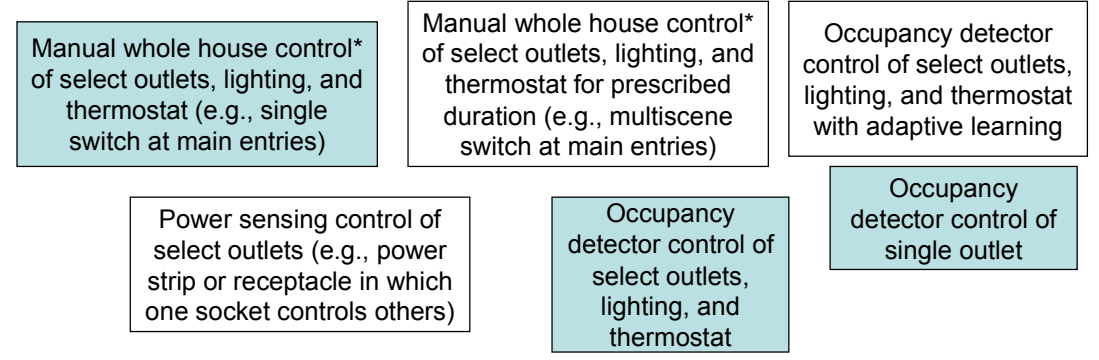 Manual whole house control*
of select outlets, lighting, and
thermostat (e.g., single
switch at main entries)
Manual whole house control*
of select outlets, lighting, and
thermostat for prescribed
duration (e.g., multiscene
switch at main entries)
Occupancy detector
control of select outlets,
lighting, and thermostat
with adaptive learning
Power sensing control of
select outlets (e.g., power
strip or receptacle in which
one socket controls others)
Occupancy
detector control of
select outlets,
lighting, and
thermostat
Occupancy
detector control of
single outlet